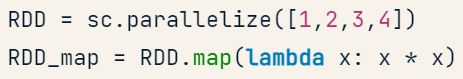 RDD = sc.parallelize([1,2,3,4])
RDD_map = RDD.map(lambda x: x * x)